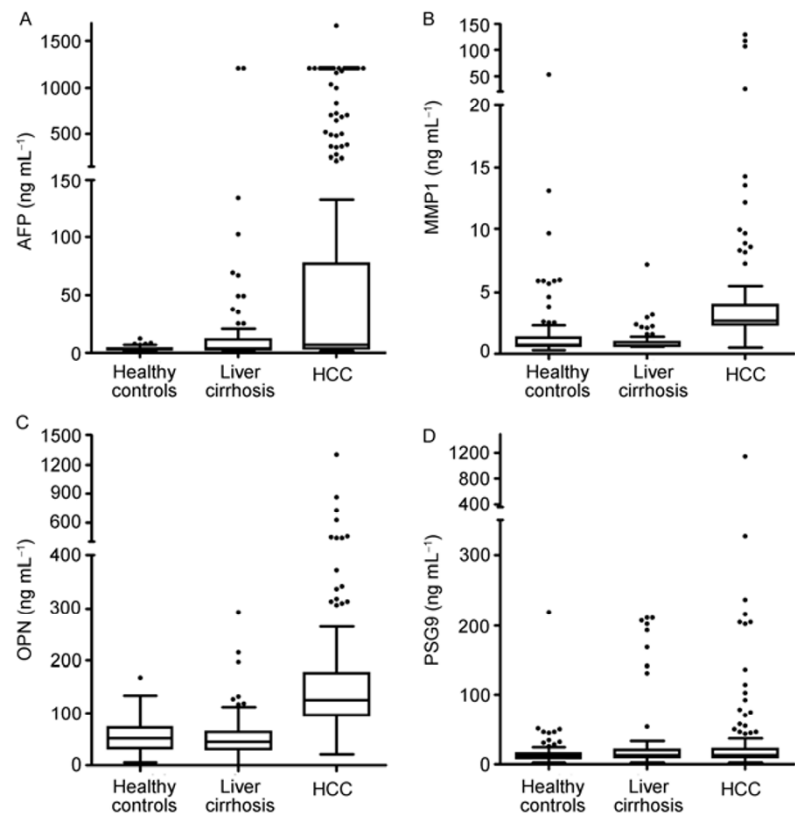 A
1500
1000
500
150
100
50
0
AFP (ng mL⁻¹)
Healthy controls
Liver cirrhosis
HCC
B
150
100
50
20
15
10
5
0
MMP1 (ng mL⁻¹)
Healthy controls
Liver cirrhosis
HCC
C
1500
1200
900
600
400
300
200
100
0
OPN (ng mL⁻¹)
Healthy controls
Liver cirrhosis
HCC
D
1200
800
400
300
200
100
0
PSG9 (ng mL⁻¹)
Healthy controls
Liver cirrhosis
HCC